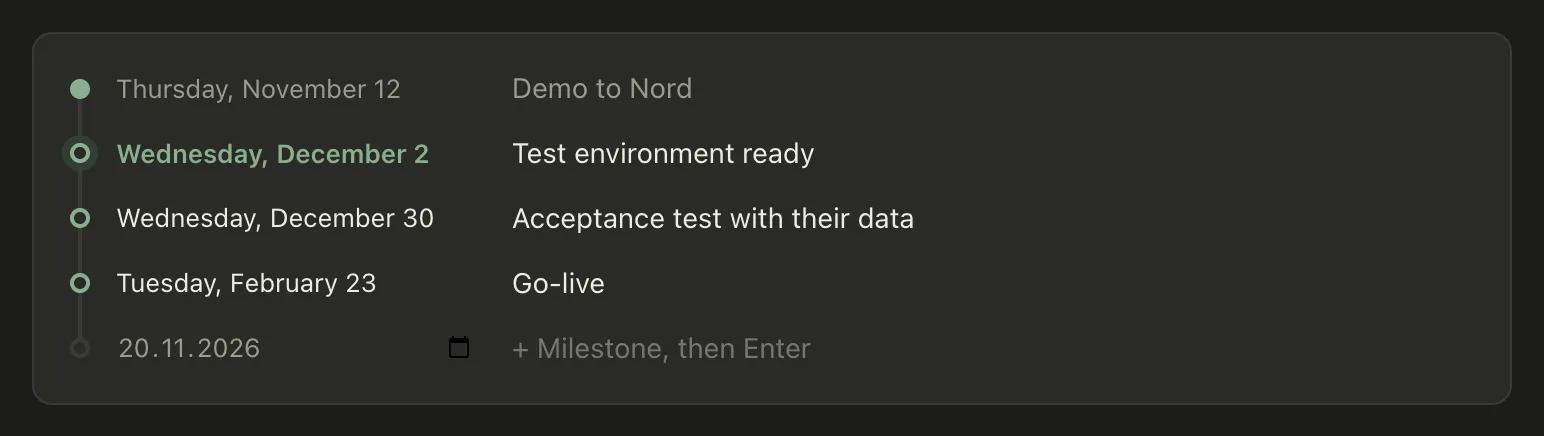 Thursday, November 12 Demo to Nord
Wednesday, December 2 Test environment ready
Wednesday, December 30 Acceptance test with their data
Tuesday, February 23 Go-live
20.11.2026 + Milestone, then Enter